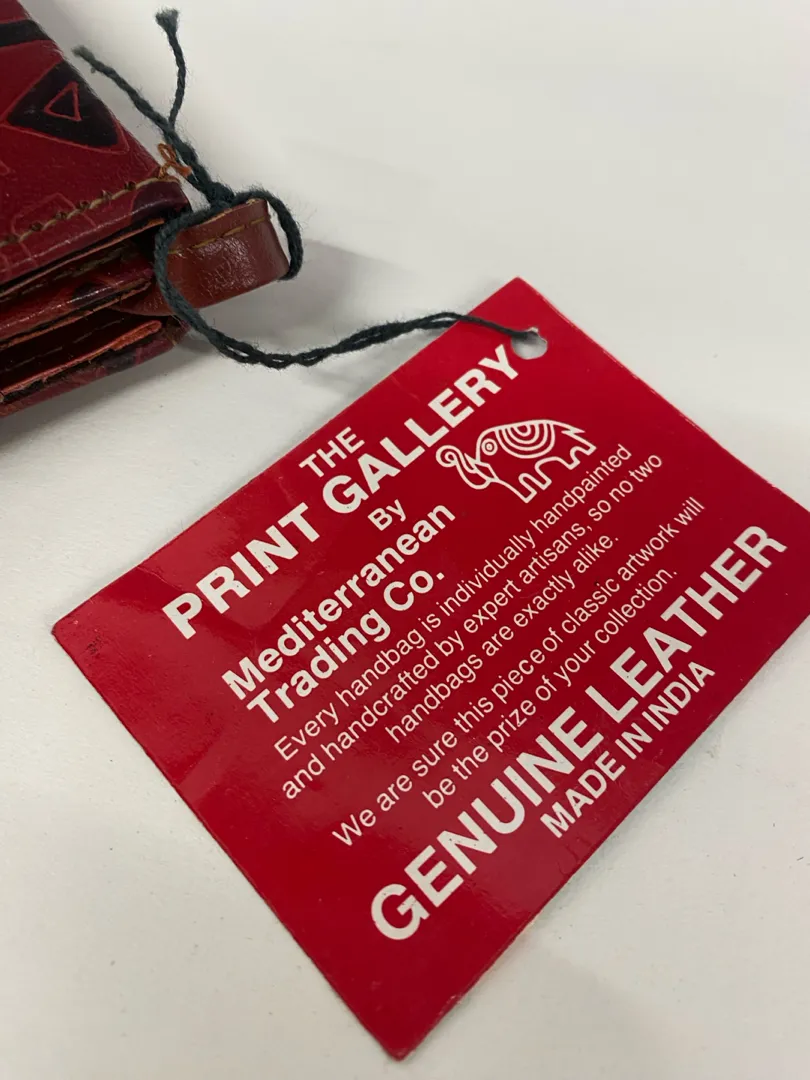 THE
PRINT GALLERY
By
Mediterranean
Trading Co.
Every handbag is individually handpainted
and handcrafted by expert artisans, so no two
handbags are exactly alike.
We are sure this piece of classic artwork will
be the prize of your collection.
GENUINE LEATHER
MADE IN INDIA